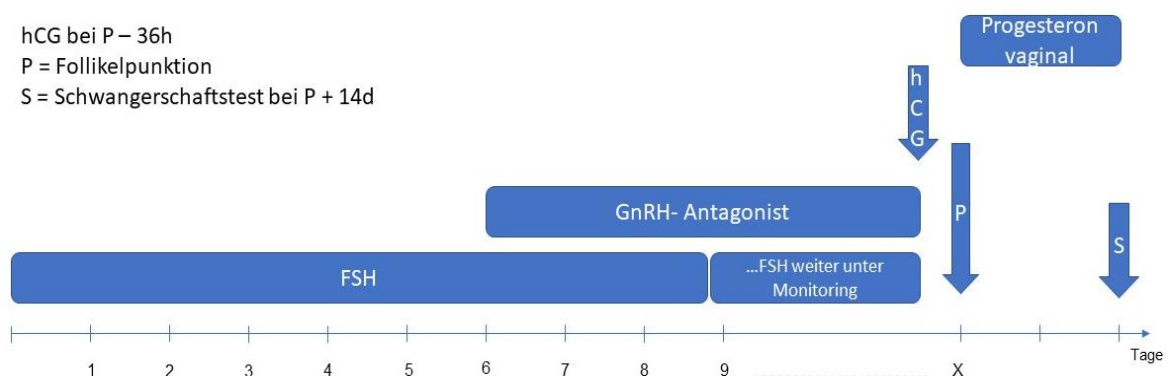 hCG bei P – 36h
P = Follikelpunktion
S = Schwangerschaftstest bei P + 14d
Progesteron
vaginal
h
C
G
GnRH- Antagonist
P
S
FSH
...FSH weiter unter
Monitoring
1 2 3 4 5 6 7 8 9 X
Tage